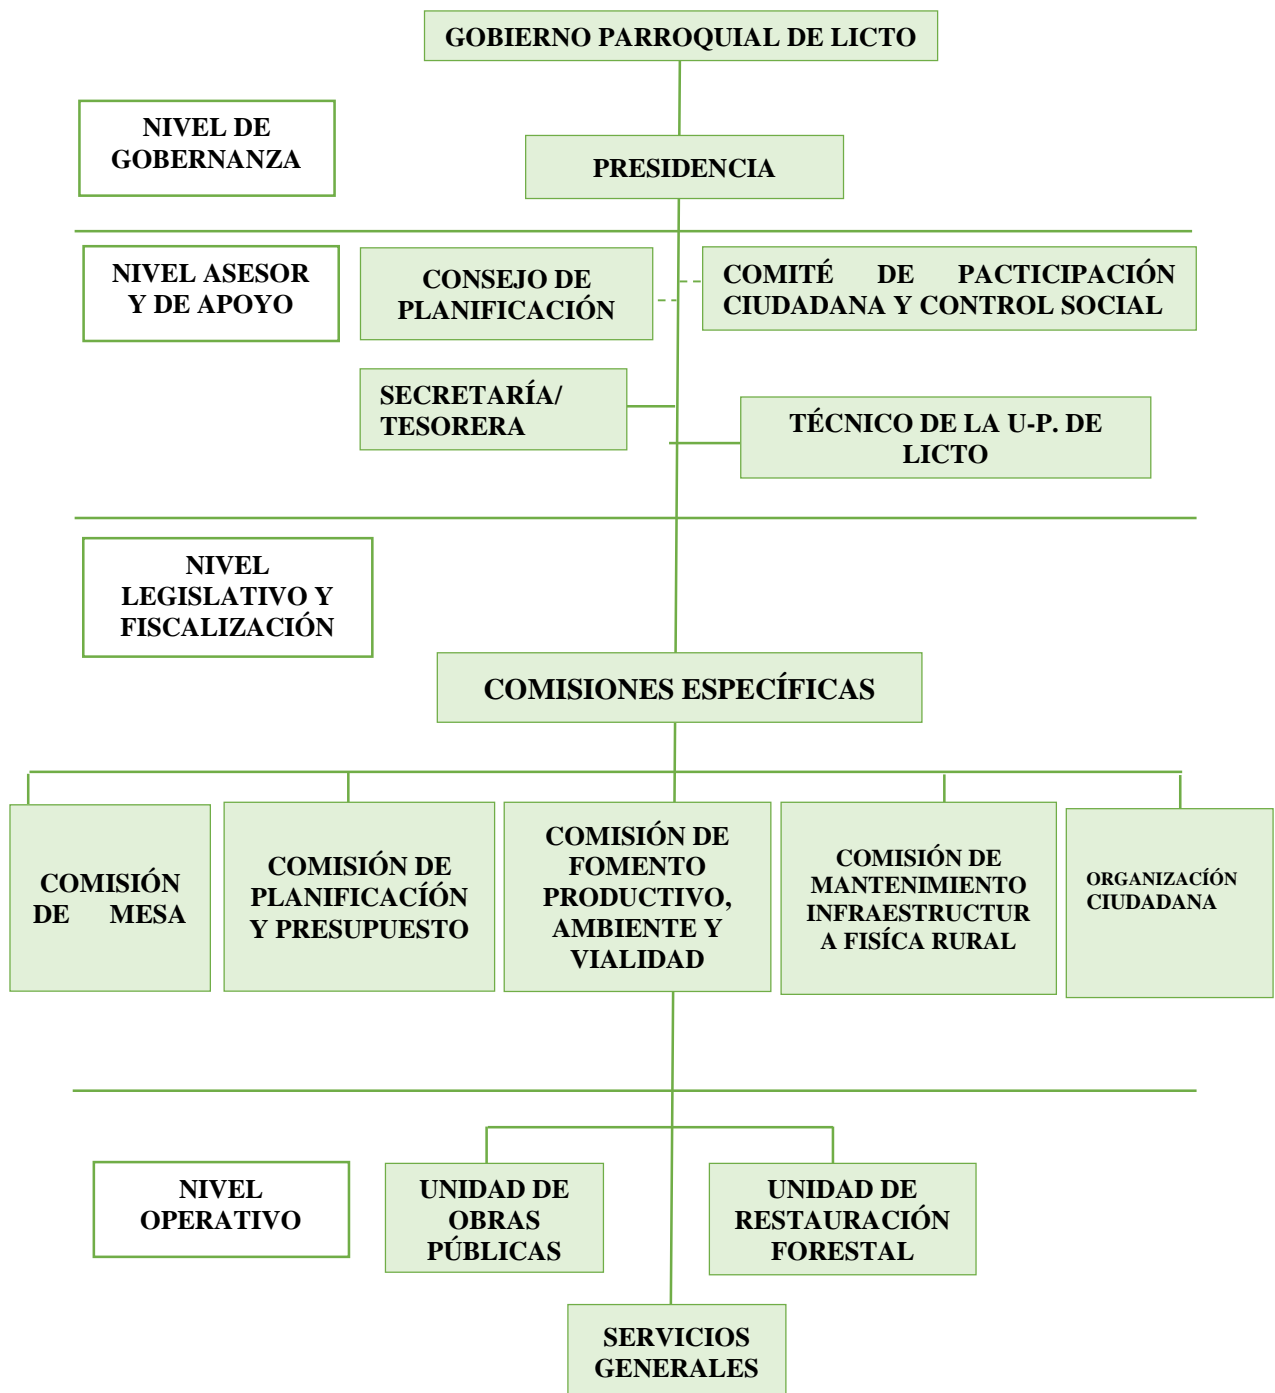 GOBIERNO PARROQUIAL DE LICTO
NIVEL DE
GOBERNANZA
PRESIDENCIA
NIVEL ASESOR
Y DE APOYO
CONSEJO DE
PLANIFICACIÓN
COMITÉ DE PACTICIPACIÓN
CIUDADANA Y CONTROL SOCIAL
SECRETARÍA/
TESORERA
TÉCNICO DE LA U-P. DE
LICTO
NIVEL
LEGISLATIVO Y
FISCALIZACIÓN
COMISIONES ESPECÍFICAS
COMISIÓN
DE MESA
COMISIÓN DE
PLANIFICACÍÓN
Y PRESUPUESTO
COMISIÓN DE
FOMENTO
PRODUCTIVO,
AMBIENTE Y
VIALIDAD
COMISIÓN DE
MANTENIMIENTO
INFRAESTRUCTUR
A FISÍCA RURAL
ORGANIZACÍÓN
CIUDADANA
NIVEL
OPERATIVO
UNIDAD DE
OBRAS
PÚBLICAS
UNIDAD DE
RESTAURACIÓN
FORESTAL
SERVICIOS
GENERALES